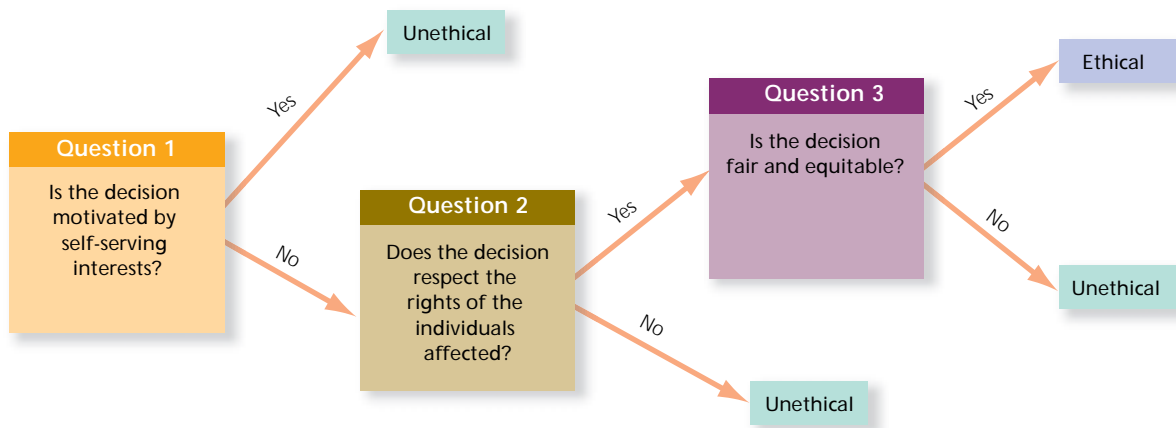 Question 1
Is the decision
motivated by
self-serving
interests?
Yes
Unethical
No
Question 2
Does the decision
respect the
rights of the
individuals
affected?
Yes
No
Unethical
Question 3
Is the decision
fair and equitable?
Yes
Ethical
No
Unethical